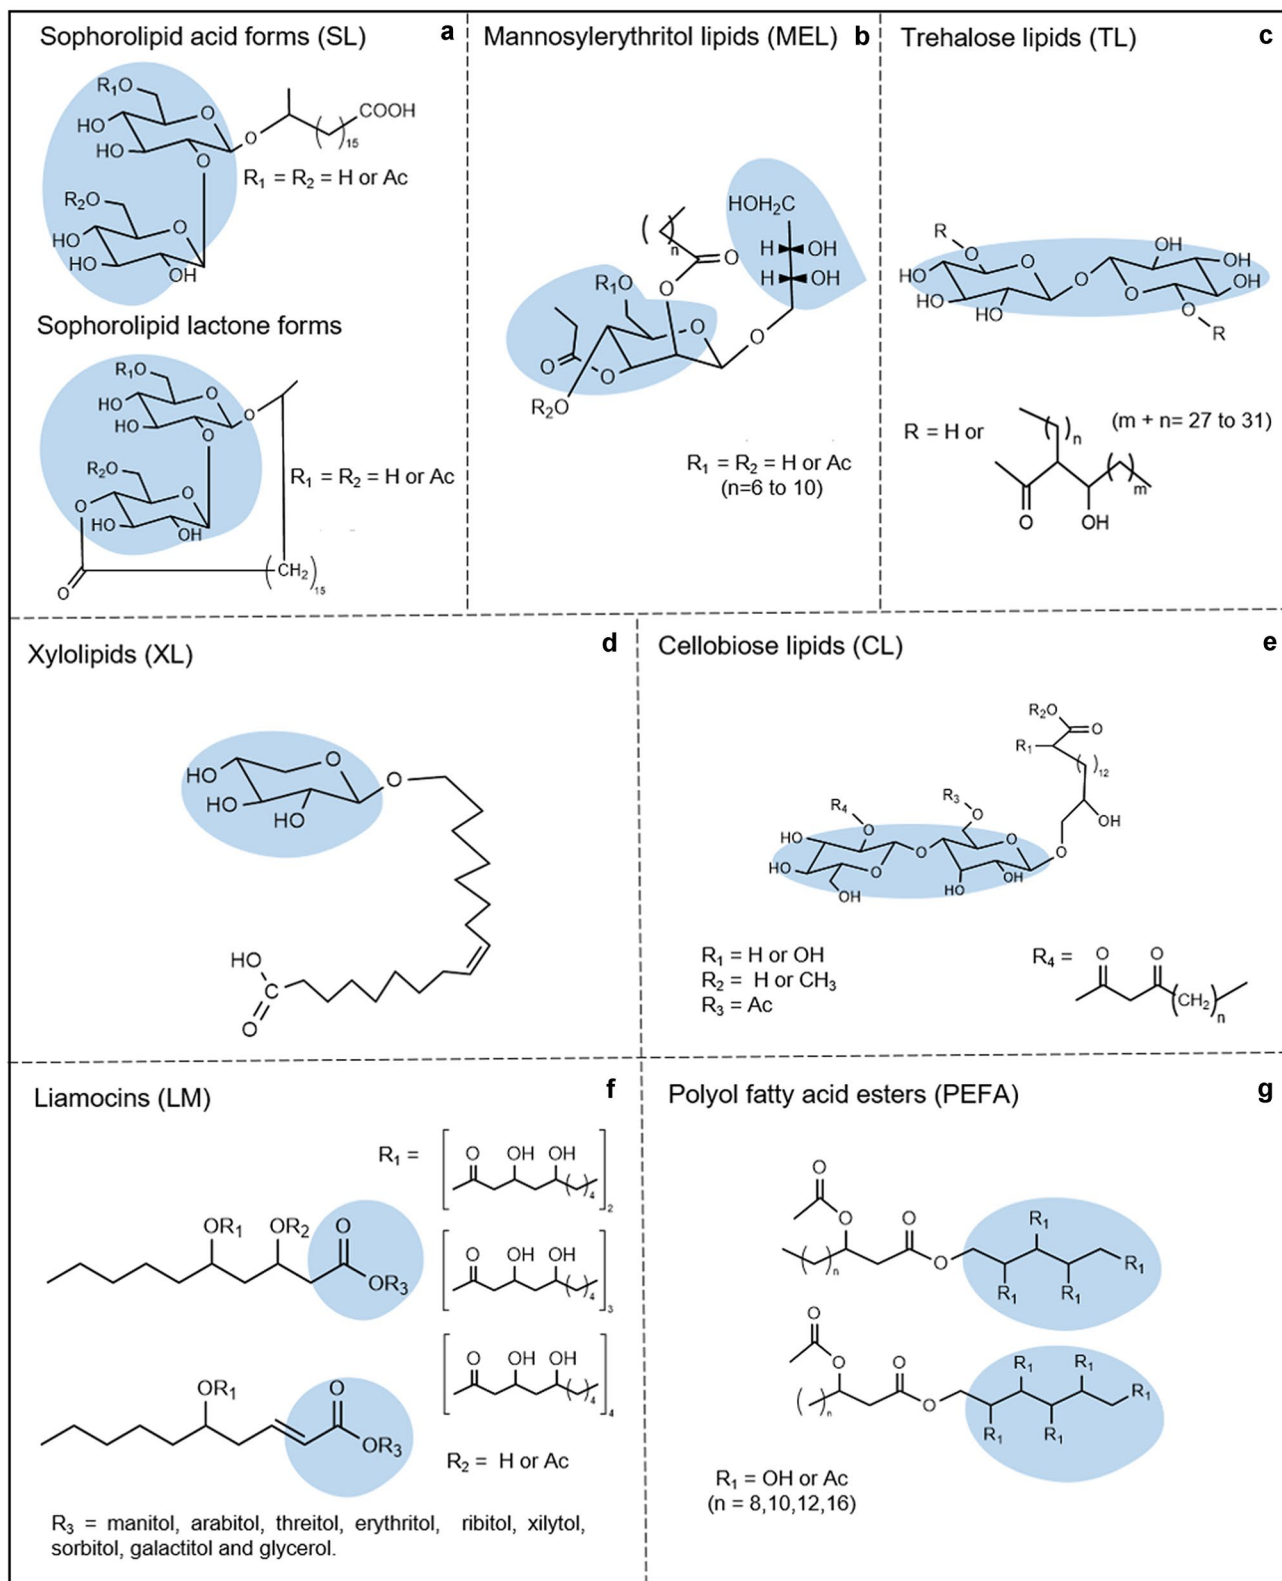 Sophorolipid acid forms (SL)
a
R₁O
O
HO
HO
O
O
COOH
15
R₁ = R₂ = H or Ac
R₂O
O
HO
HO
OH
Sophorolipid lactone forms
R₁O
O
HO
HO
O
O
R₂O
O
O
HO
OH
R₁ = R₂ = H or Ac
O
(CH₂)
15
Mannosylerythritol lipids (MEL)
b
HOH₂C
n
O
H
OH
H
OH
R₁O
O
O
O
O
O
R₂O
R₁ = R₂ = H or Ac
(n=6 to 10)
Trehalose lipids (TL)
c
R
O
O
OH
OH
HO
O
OH
HO
OH
O
O
R
R = H or
n
(m + n= 27 to 31)
m
O
OH
Xylolipids (XL)
d
O
O
HO
HO
HO
HO
C
O
Cellobiose lipids (CL)
e
R₂O
O
R₁
12
OH
R₄
O
R₃
O
HO
O
O
O
HO
O
OH
HO
OH
R₁ = H or OH
R₂ = H or CH₃
R₃ = Ac
R₄ =
O
O
(CH₂)
n
Liamocins (LM)
f
R₁ =
O OH OH
4
2
OR₁
OR₂
O
OR₃
O OH OH
4
3
O OH OH
4
4
OR₁
O
OR₃
R₂ = H or Ac
R₃ = manitol, arabitol, threitol, erythritol, ribitol, xilytol,
sorbitol, galactitol and glycerol.
Polyol fatty acid esters (PEFA)
g
O
O
O
R₁
n
O
R₁
R₁
R₁
O
O
O
R₁
R₁
R₁
n
O
R₁
R₁
R₁ = OH or Ac
(n = 8,10,12,16)